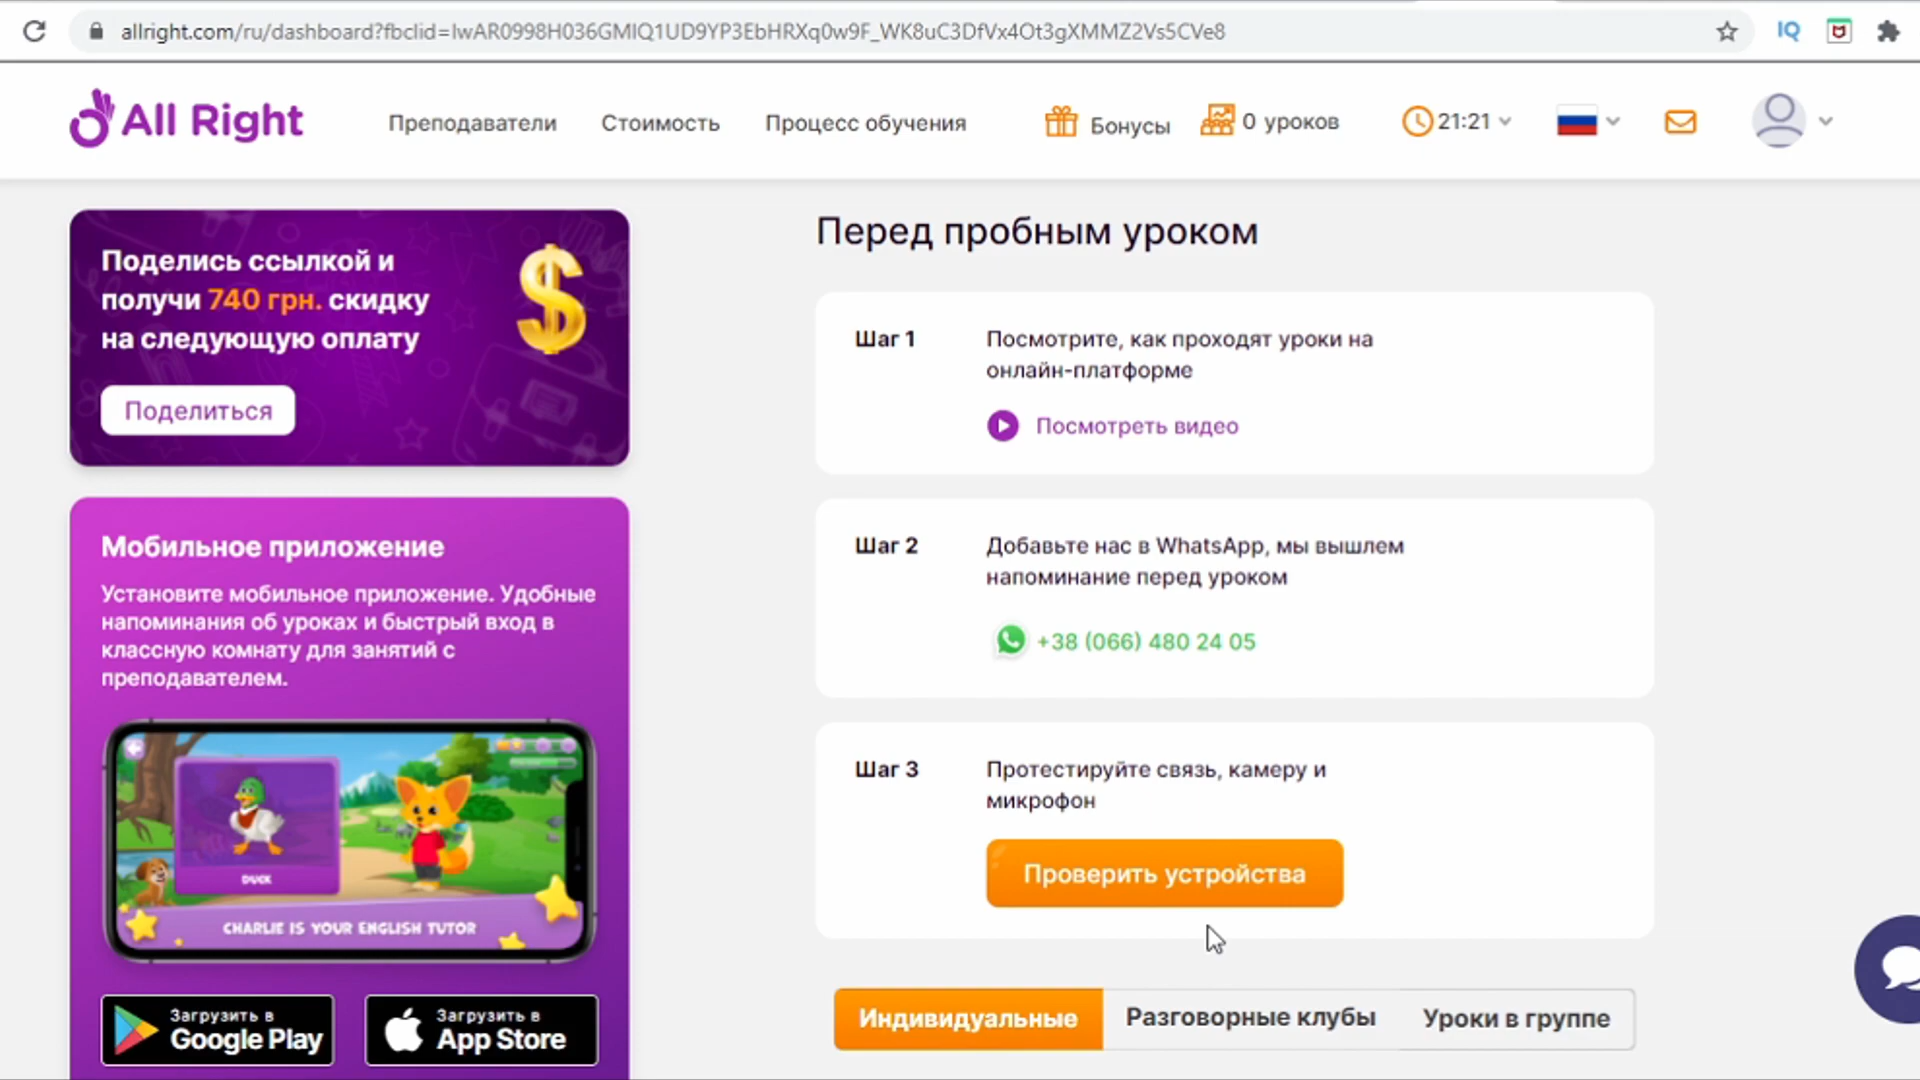 allright.com/ru/dashboard?fbclid=IwAR0998H036GMIQ1UD9YP3EbHRXq0w9F_WK8uC3DfVx4Ot3gXMMZ2Vs5CVe8
IQ
All Right
Преподаватели
Стоимость
Процесс обучения
Бонусы
0 уроков
21:21
Поделись ссылкой и
получи 740 грн. скидку
на следующую оплату
Поделиться
Мобильное приложение
Установите мобильное приложение. Удобные
напоминания об уроках и быстрый вход в
классную комнату для занятий с
преподавателем.
DUCK
CHARLIE IS YOUR ENGLISH TUTOR
Загрузить в
Google Play
Загрузить в
App Store
Перед пробным уроком
Шаг 1
Посмотрите, как проходят уроки на
онлайн-платформе
Посмотреть видео
Шаг 2
Добавьте нас в WhatsApp, мы вышлем
напоминание перед уроком
+38 (066) 480 24 05
Шаг 3
Протестируйте связь, камеру и
микрофон
Проверить устройства
Индивидуальные
Разговорные клубы
Уроки в группе